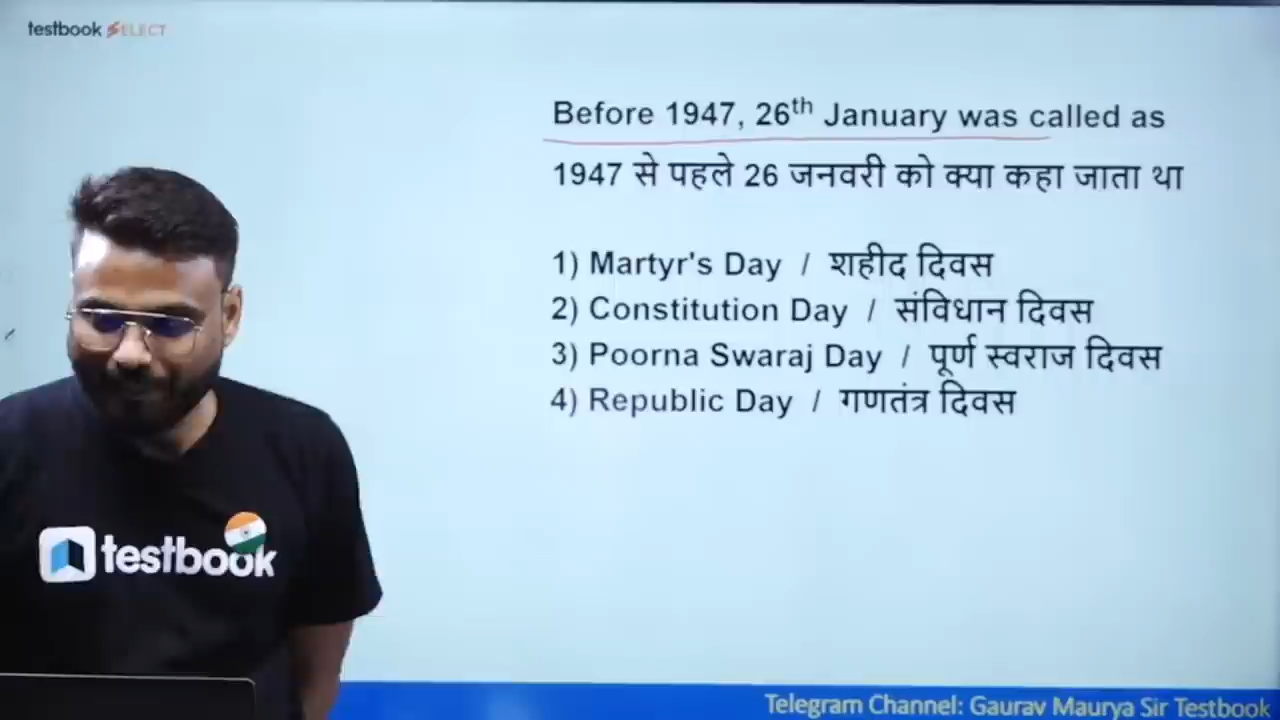 testbook SELECT
Before 1947, 26th January was called as
1947 से पहले 26 जनवरी को क्या कहा जाता था
1) Martyr's Day / शहीद दिवस
2) Constitution Day / संविधान दिवस
3) Poorna Swaraj Day / पूर्ण स्वराज दिवस
4) Republic Day / गणतंत्र दिवस
testbook
Telegram Channel: Gaurav Maurya Sir Testbook